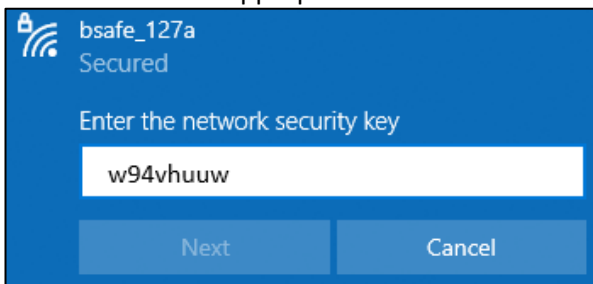 bsafe_127a
Secured
Enter the network security key
w94vhuuw
Next
Cancel